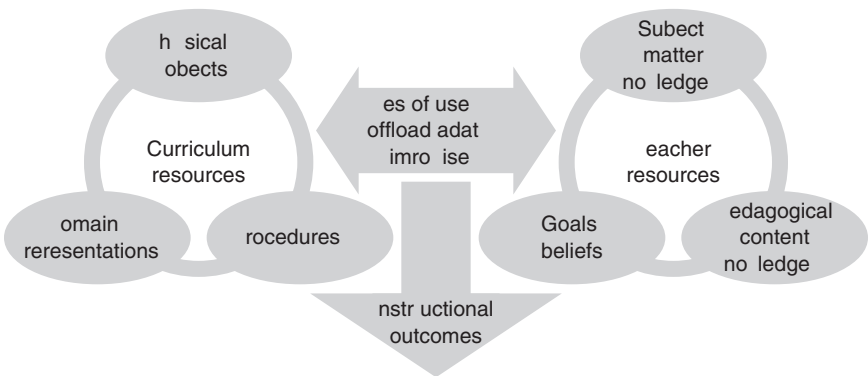 h sical
obects
Curriculum
resources
omain
reresentations
rocedures
es of use
offload adat
imro ise
nstr uctional
outcomes
Subect
matter
no ledge
eacher
resources
Goals
beliefs
edagogical
content
no ledge